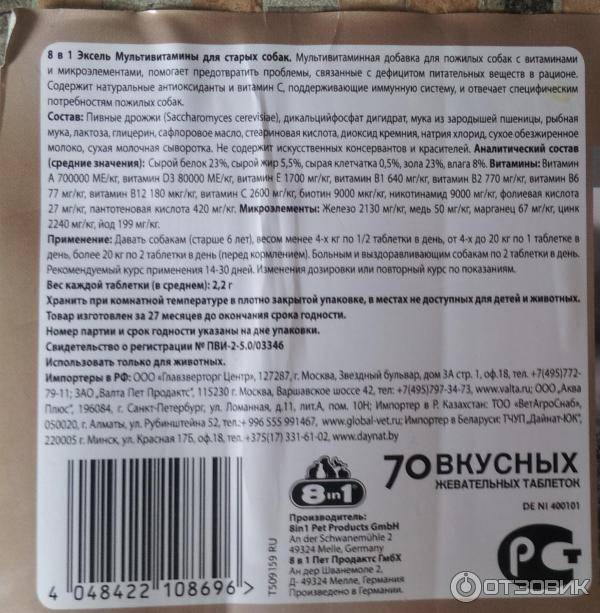 8 в 1 Эксель Мультивитамины для старых собак. Мультивитаминная добавка для пожилых собак с витаминами
и микроэлементами, помогает предотвратить проблемы, связанные с дефицитом питательных веществ в рационе.
Содержит натуральные антиоксиданты и витамин С, поддерживающие иммунную систему, и отвечает специфическим
потребностям пожилых собак.
Состав: Пивные дрожжи (Saccharomyces cerevisiae), дикальцийфосфат дигидрат, мука из зародышей пшеницы, рыбная
мука, лактоза, глицерин, сафлоровое масло, стеариновая кислота, диоксид кремния, натрия хлорид, сухое обезжиренное
молоко, сухая молочная сыворотка. Не содержит искусственных консервантов и красителей. Аналитический состав
(средние значения): Сырой белок 23%, сырой жир 5,5%, сырая клетчатка 0,5%, зола 23%, влага 8%. Витамины: Витамин
А 700000 МЕ/кг, витамин D3 80000 МЕ/кг, витамин Е 1700 мг/кг, витамин В1 640 мг/кг, витамин В2 770 мг/кг, витамин В6
77 мг/кг, витамин В12 180 мкг/кг, витамин С 2600 мг/кг, биотин 9000 мкг/кг, никотинамид 9000 мг/кг, фолиевая кислота
27 мг/кг, пантотеновая кислота 420 мг/кг. Микроэлементы: Железо 2130 мг/кг, медь 50 мг/кг, марганец 67 мг/кг, цинк
2240 мг/кг, йод 199 мг/кг.
Применение: Давать собакам (старше 6 лет), весом менее 4-х кг по 1/2 таблетки в день, от 4-х до 20 кг по 1 таблетке в
день, более 20 кг по 2 таблетки в день (перед кормлением). Больным и выздоравливающим собакам по 2 таблетки в день.
Рекомендуемый курс применения 14-30 дней. Изменения дозировки или повторный курс по показаниям.
Вес каждой таблетки (в среднем): 2,2 г
Хранить при комнатной температуре в плотно закрытой упаковке, в местах не доступных для детей и животных.
Товар изготовлен за 27 месяцев до окончания срока годности.
Номер партии и срок годности указаны на дне упаковки.
Свидетельство о регистрации № ПВИ-2-5.0/03346
Использовать только для животных.
Импортеры в РФ: ООО „Главзверторг Центр", 127287, г. Москва, Звездный бульвар, дом 3А стр. 1, оф.18, тел. +7(495)772-
79-11; ЗАО „Валта Пет Продактс", 115230 г. Москва, Варшавское шоссе 42, тел. +7(495)797-34-73, www.valta.ru; ООО „Аква
Плюс", 196084, г. Санкт-Петербург, ул. Ломанная, д.11, лит.А, пом. 10Н; Импортер в Р. Казахстан: ТОО „ВетАгроСнаб",
050020, г. Алматы, ул. Рубинштейна 52, тел.+ 996 555 991467, www.global-vet.ru; Импортер в Беларуси: ТЧУП „Дайнат-ЮК",
220005 г. Минск, ул. Красная 17Б, оф.18, тел. +375(17) 331-61-02, www.daynat.by
70 ВКУСНЫХ
ЖЕВАТЕЛЬНЫХ ТАБЛЕТОК
DE NI 400101
8in1
Производитель:
8in1 Pet Products GmbH
An der Schwanemühle 2
49324 Melle, Germany
8 в 1 Пет Продактс ГмбХ
Ан дер Шванемоле 2,
Д- 49324 Мелле, Германия
Произведено в Германии.
T509159 RU
4 048422 108696 >
РСТ
ОТЗОВИК